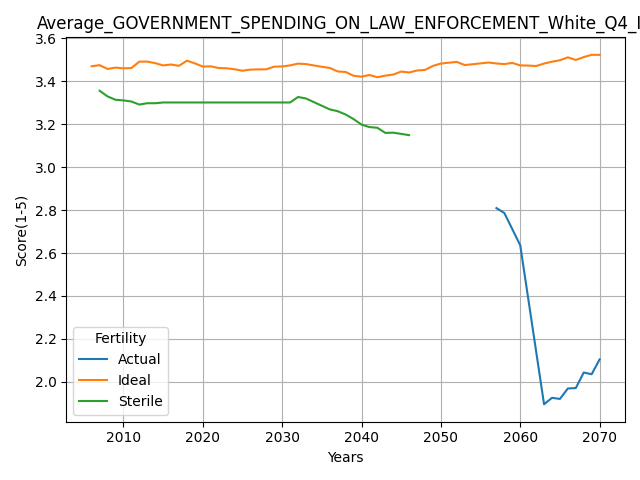 Average_GOVERNMENT_SPENDING_ON_LAW_ENFORCEMENT_White_Q4_I
3.6
3.4
3.2
3.0
2.8
2.6
2.4
2.2
2.0
Score(1-5)
Fertility
Actual
Ideal
Sterile
2010 2020 2030 2040 2050 2060 2070
Years